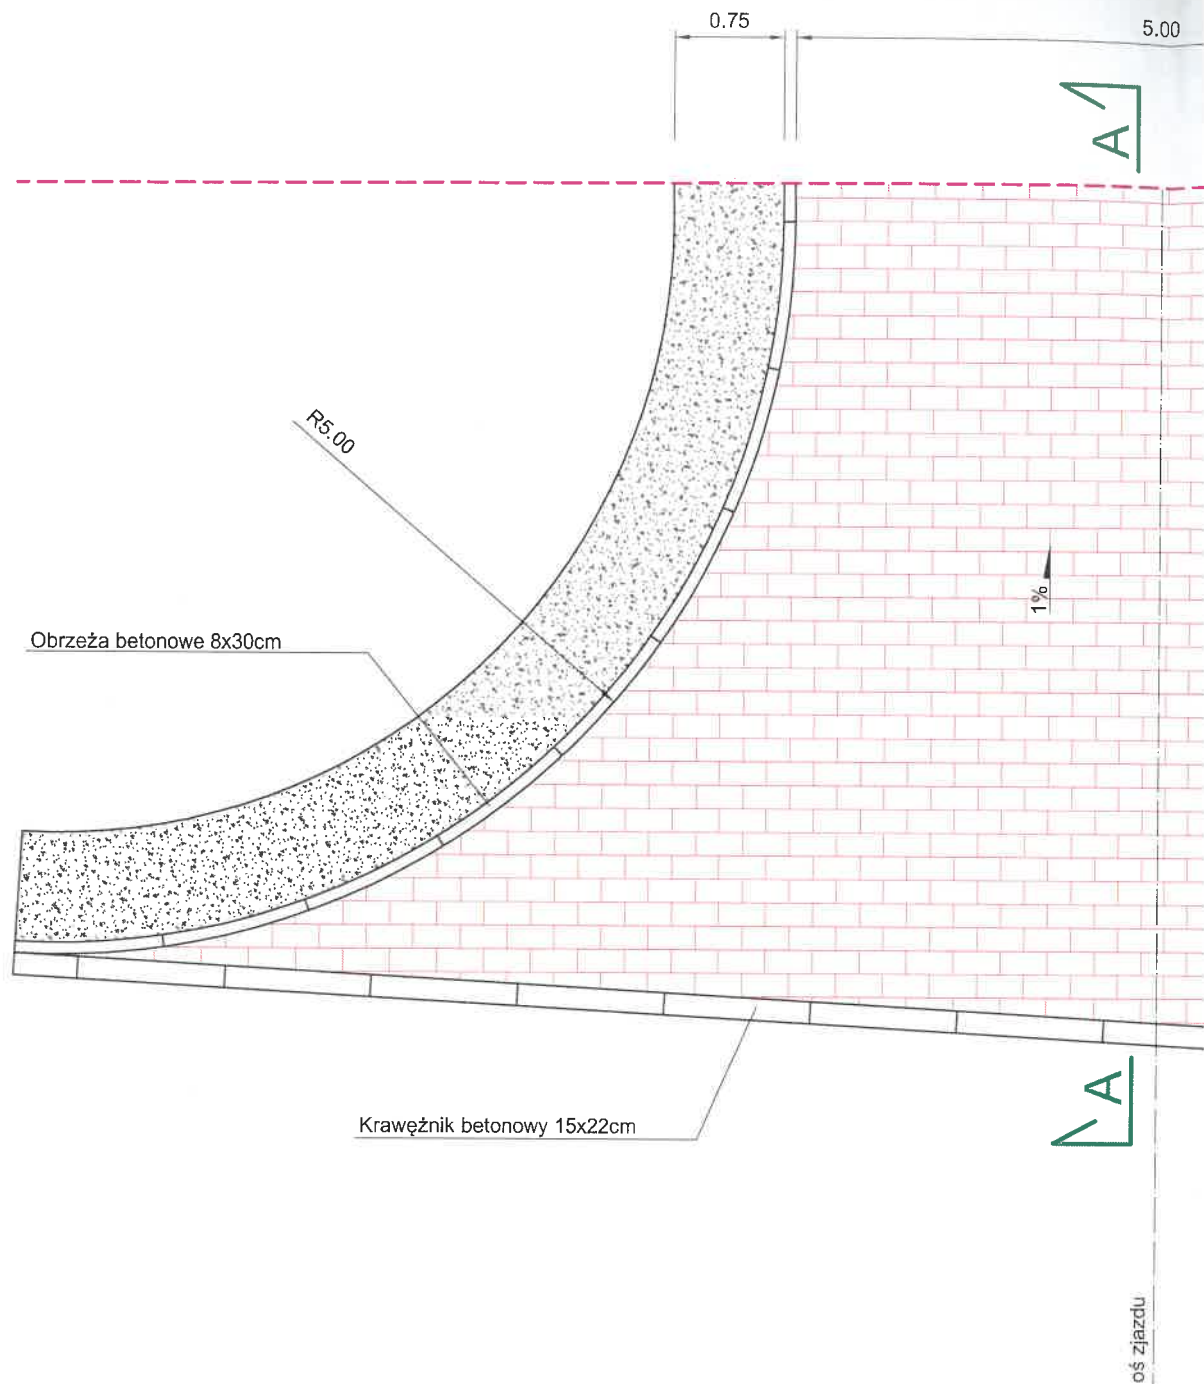 0.75
5.00
A
R5.00
1%
Obrzeża betonowe 8x30cm
A
Krawężnik betonowy 15x22cm
oś zjazdu